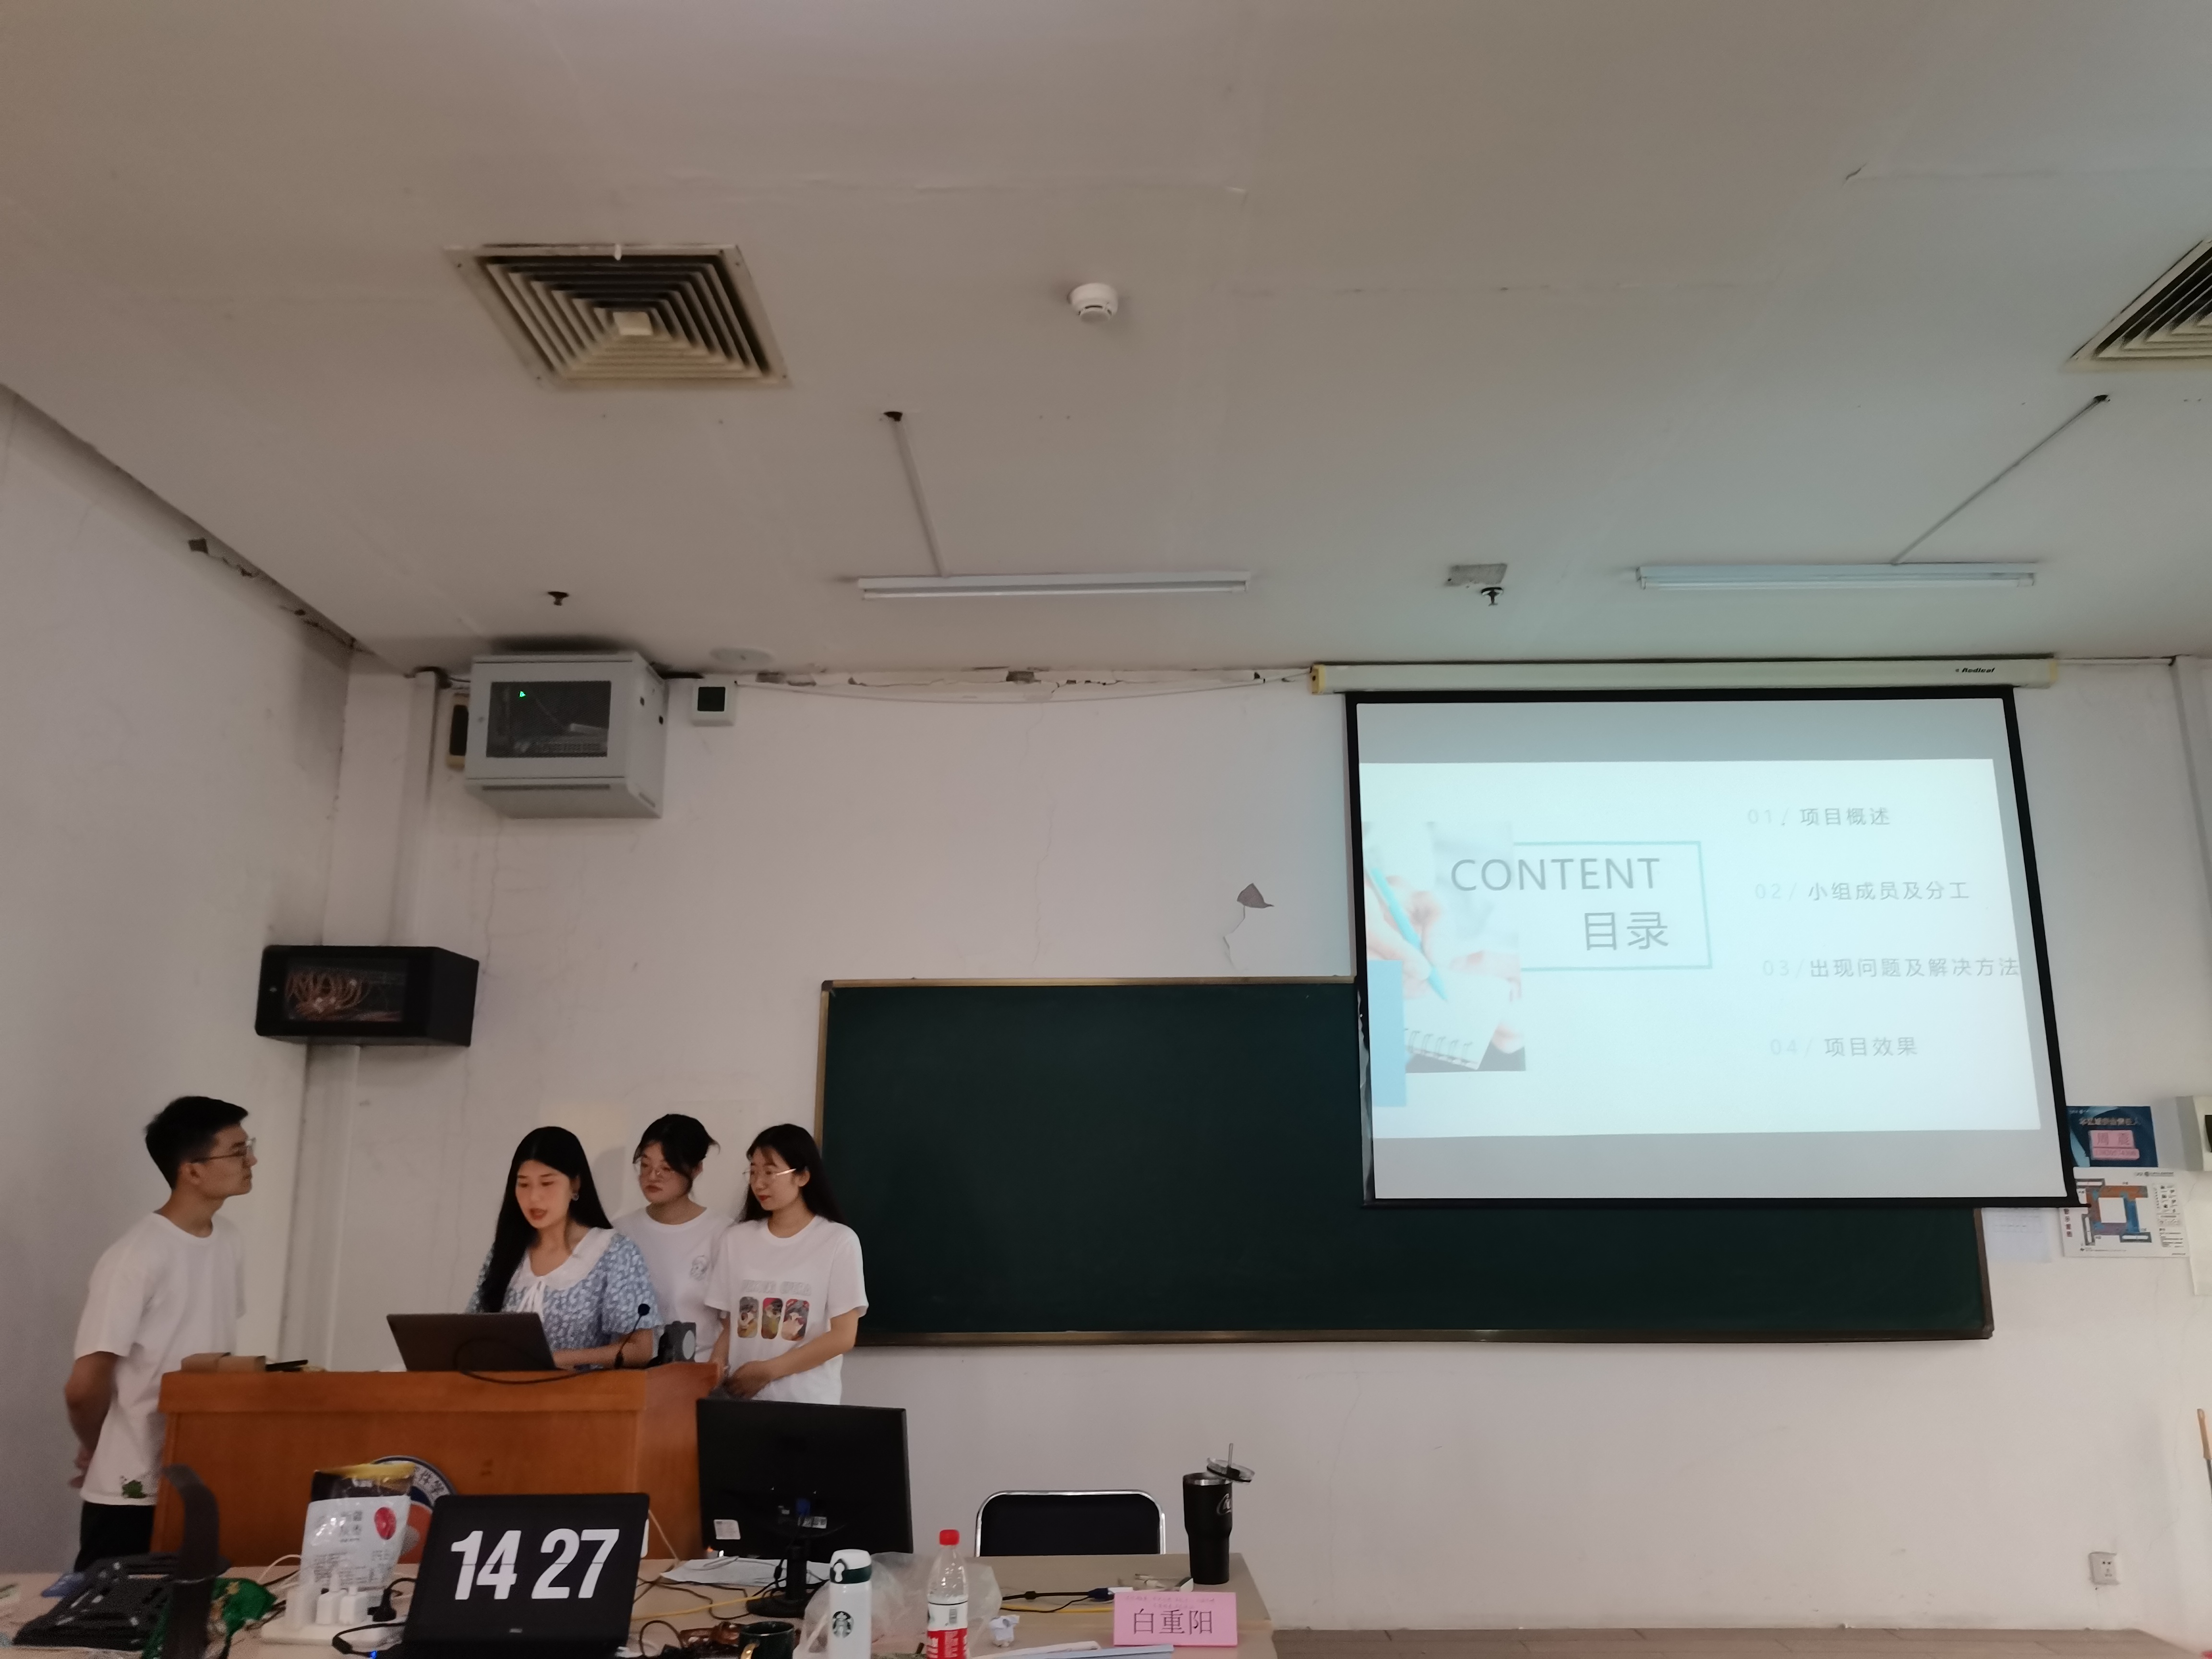 Redleaf
01/ 项目概述
CONTENT
目录
02/ 小组成员及分工
03/ 出现问题及解决方法
04/ 项目效果
14 27
白重阳